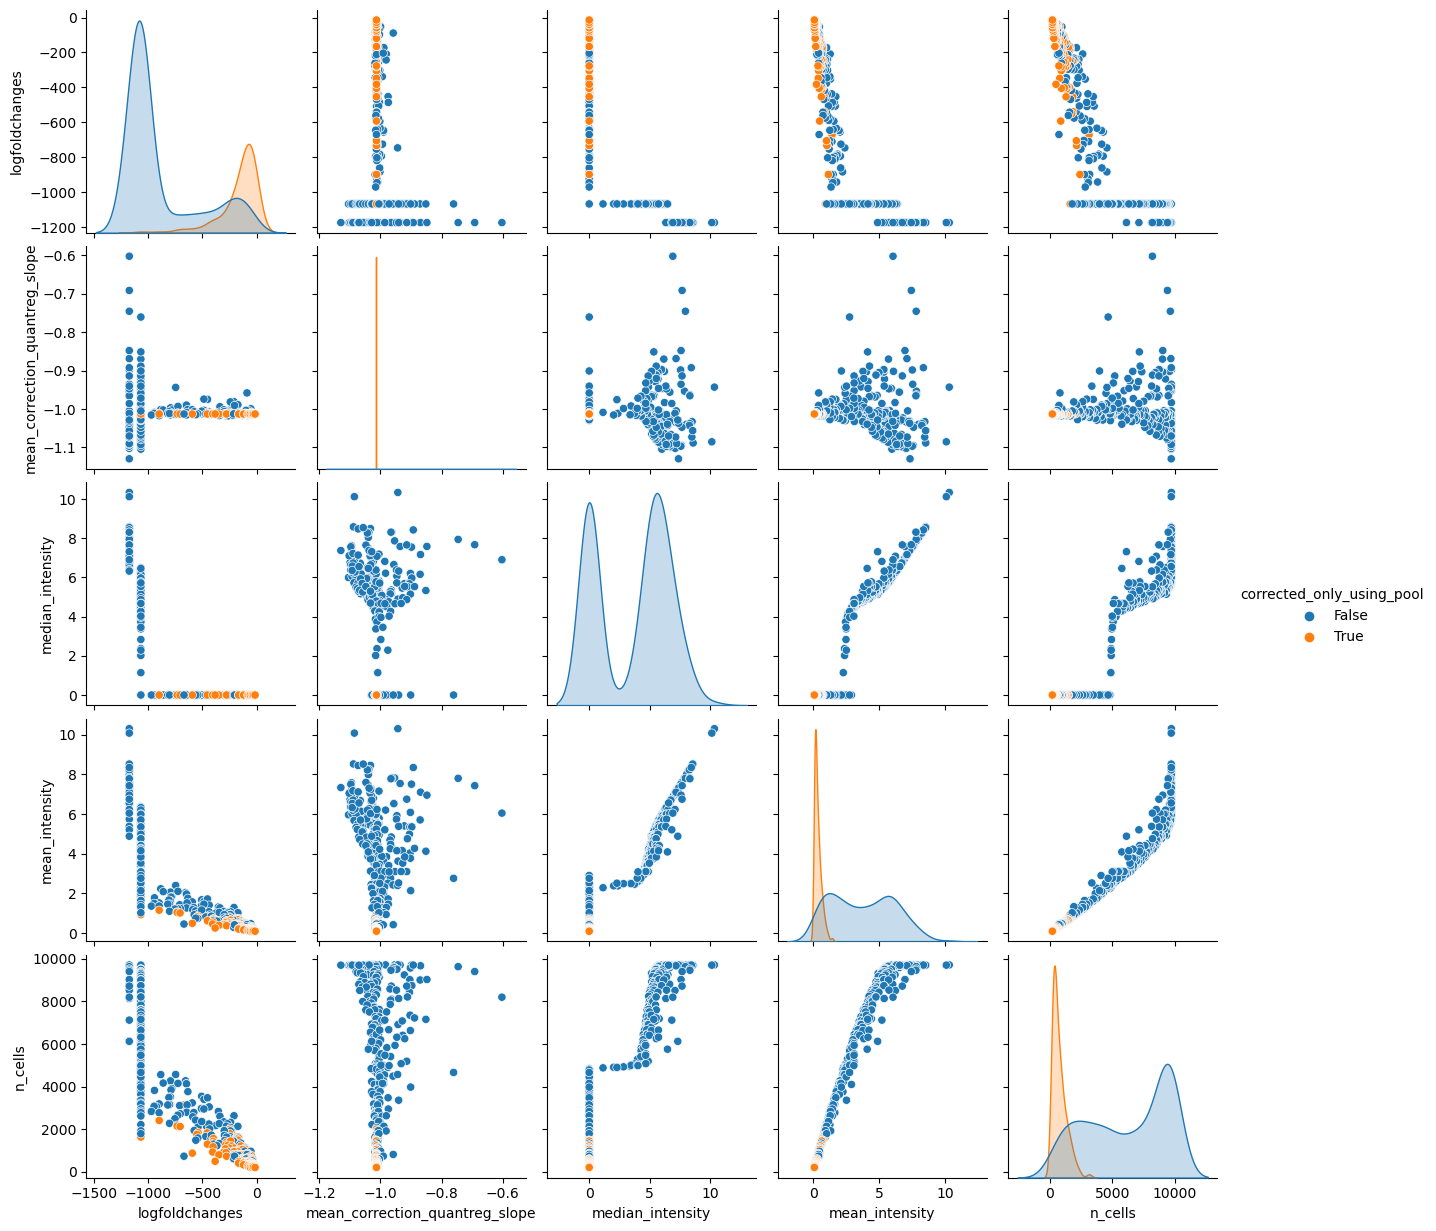 0
−200
−400
−600
−800
−1000
−1200
logfoldchanges
−0.6
−0.7
−0.8
−0.9
−1.0
−1.1
mean_correction_quantreg_slope
10
8
6
4
2
0
median_intensity
corrected_only_using_pool
False
True
10
8
6
4
2
0
mean_intensity
10000
8000
6000
4000
2000
0
n_cells
−1500 −1000 −500 0
logfoldchanges
−1.2 −1.0 −0.8 −0.6
mean_correction_quantreg_slope
0 5 10
median_intensity
0 5 10
mean_intensity
0 5000 10000
n_cells